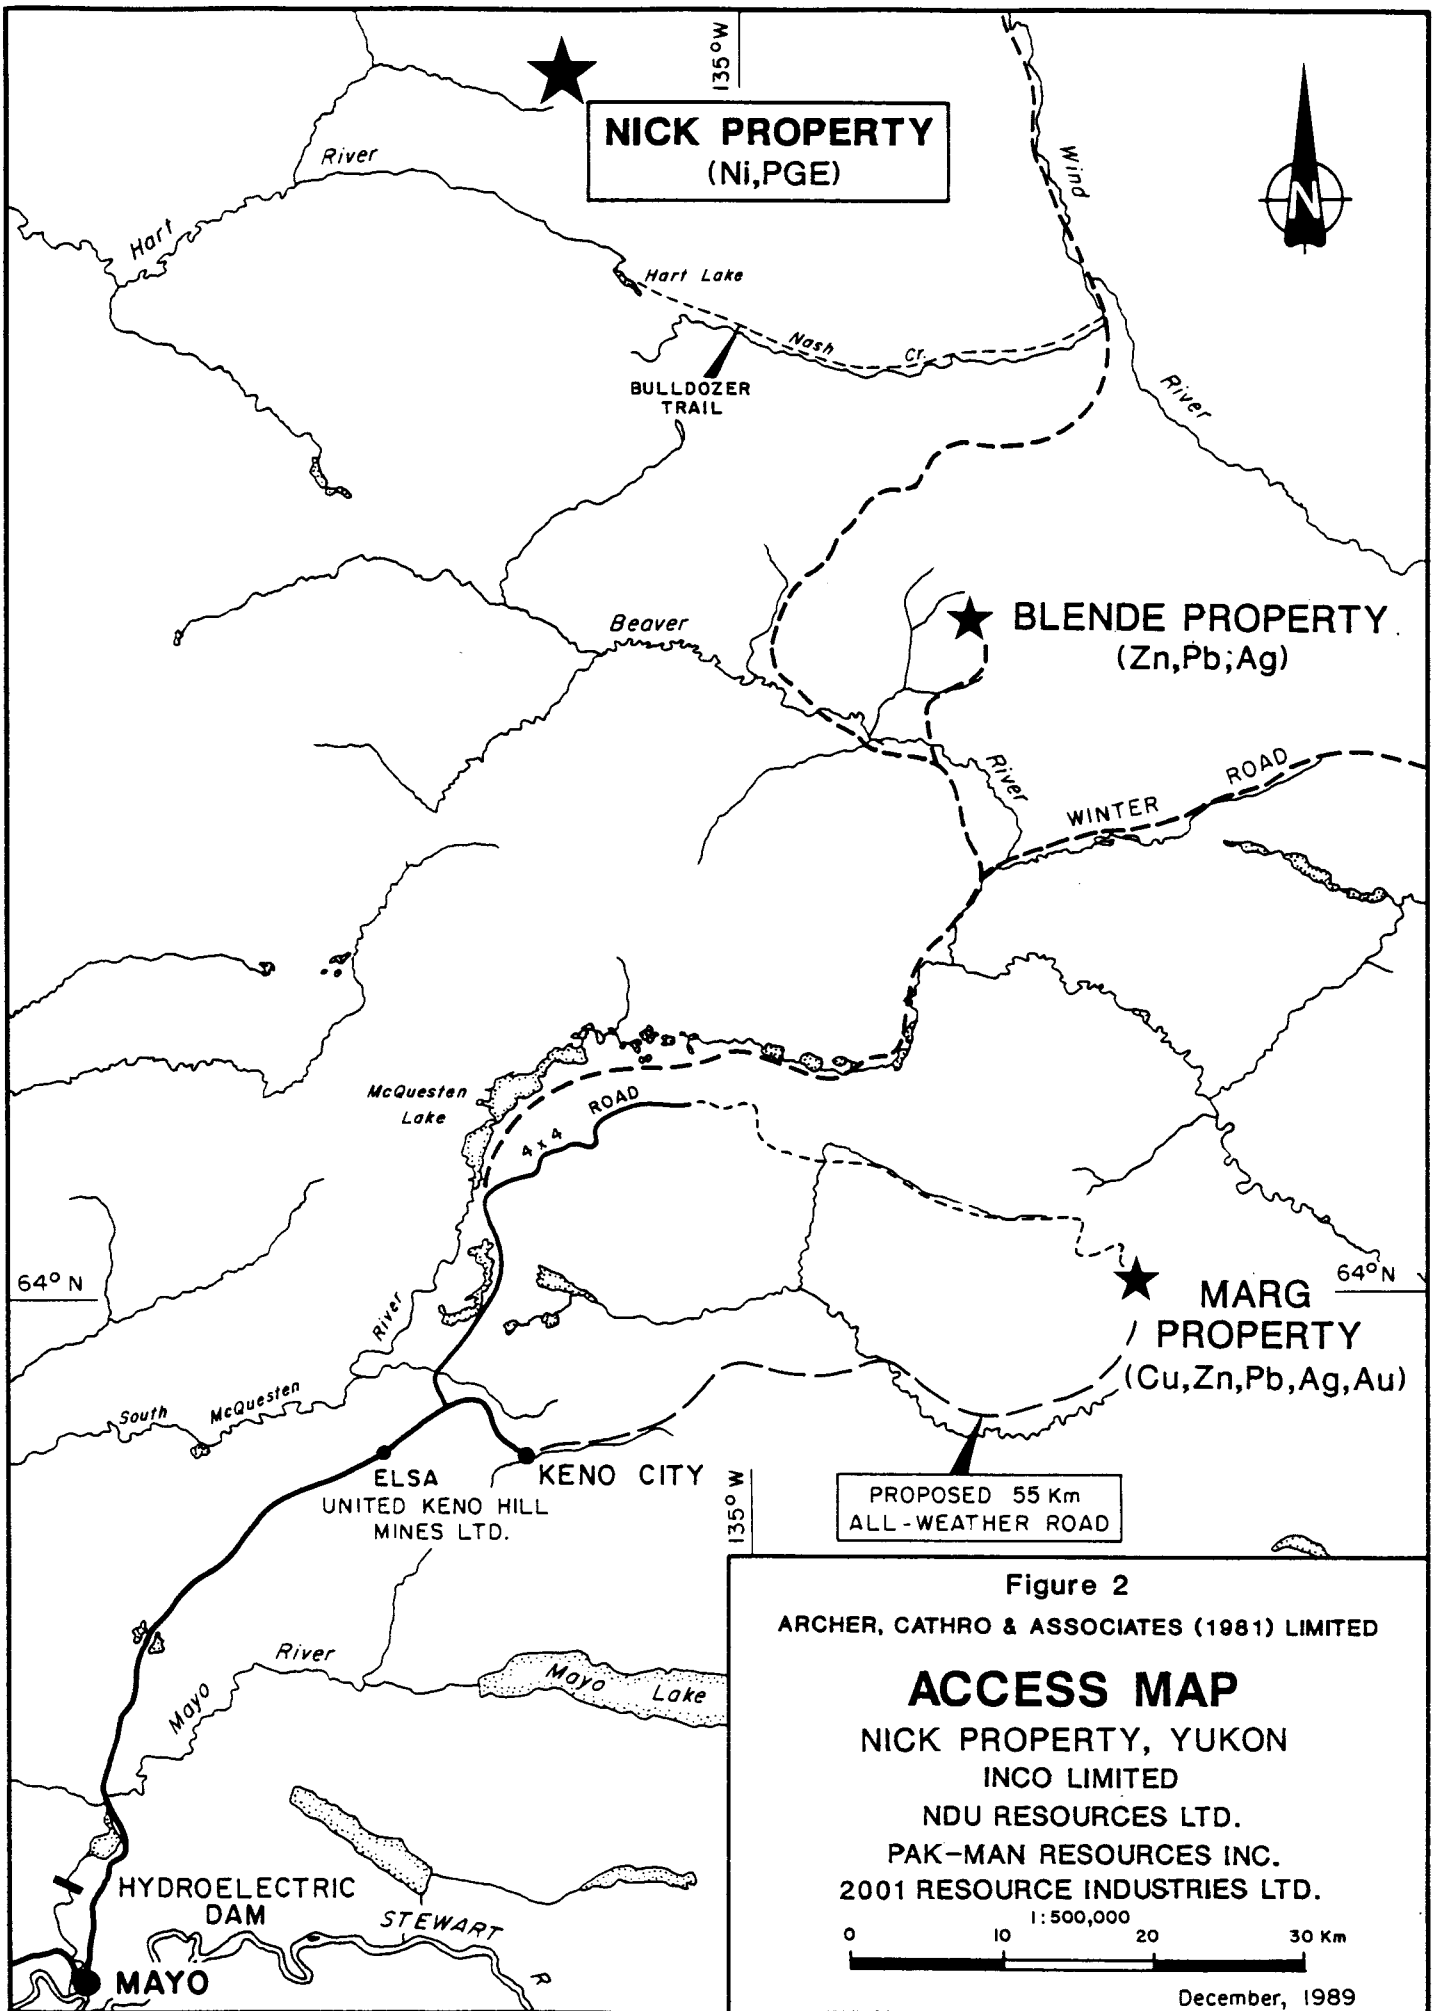 135°W
NICK PROPERTY
(Ni,PGE)
N
River
Hart
Wind
Hart Lake
Nash
Cr.
BULLDOZER
TRAIL
River
Beaver
BLENDE PROPERTY
(Zn,Pb,Ag)
River
WINTER ROAD
McQuesten
Lake
4 x 4 ROAD
64°N
64°N
MARG
PROPERTY
(Cu,Zn,Pb,Ag,Au)
River
South McQuesten
ELSA
UNITED KENO HILL
MINES LTD.
KENO CITY
135°W
PROPOSED 55 Km
ALL-WEATHER ROAD
Mayo
River
Mayo Lake
HYDROELECTRIC
DAM
STEWART
R
MAYO
Figure 2
ARCHER, CATHRO & ASSOCIATES (1981) LIMITED
ACCESS MAP
NICK PROPERTY, YUKON
INCO LIMITED
NDU RESOURCES LTD.
PAK-MAN RESOURCES INC.
2001 RESOURCE INDUSTRIES LTD.
1:500,000
0 10 20 30 Km
December, 1989